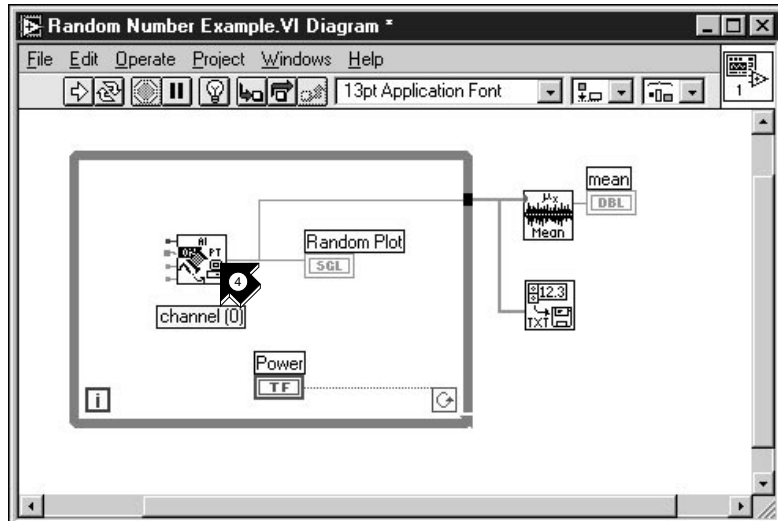 Random Number Example.VI Diagram *
File Edit Operate Project Windows Help
13pt Application Font
1
mean
μx
DBL
Mean
AI
PT
Random Plot
SGL
4
12.3
TXT
channel (0)
Power
TF
i